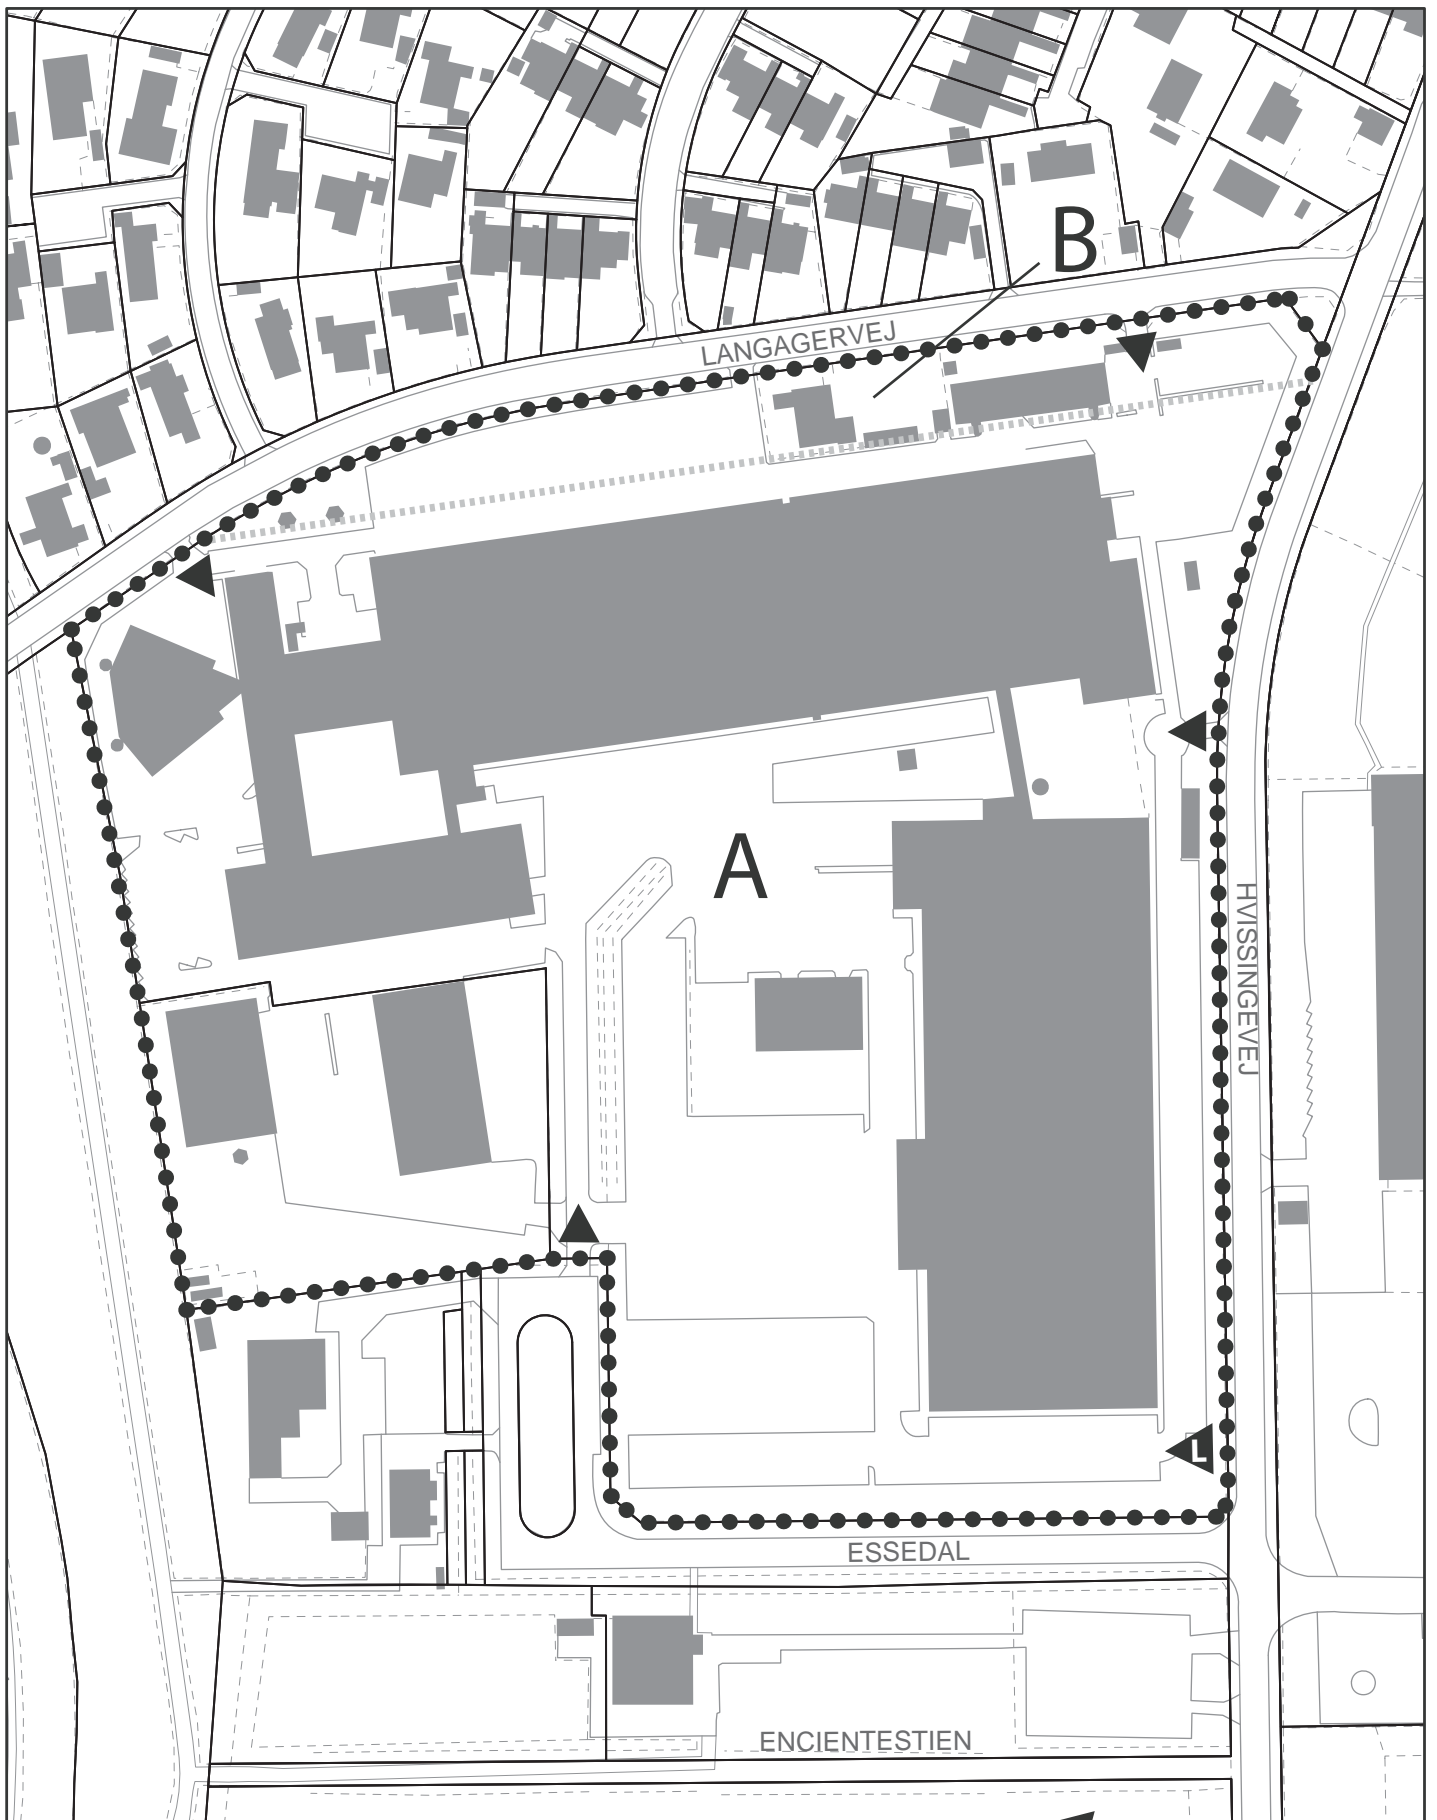 B
LANGAGERVEJ
A
HVISSINGEVEJ
L
ESSEDAL
ENCIENTESTIEN